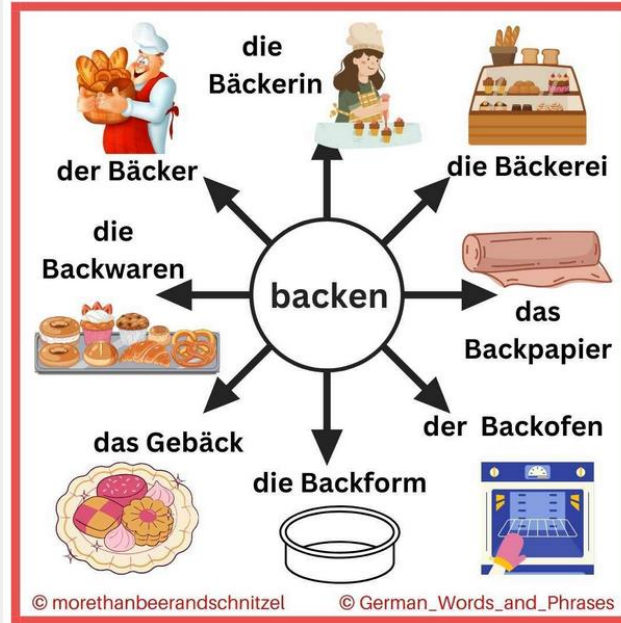 die
Bäckerin
der Bäcker
die Bäckerei
die
Backwaren
backen
das
Backpapier
das Gebäck
die Backform
der Backofen
© morethanbeerandschnitzel
© German_Words_and_Phrases